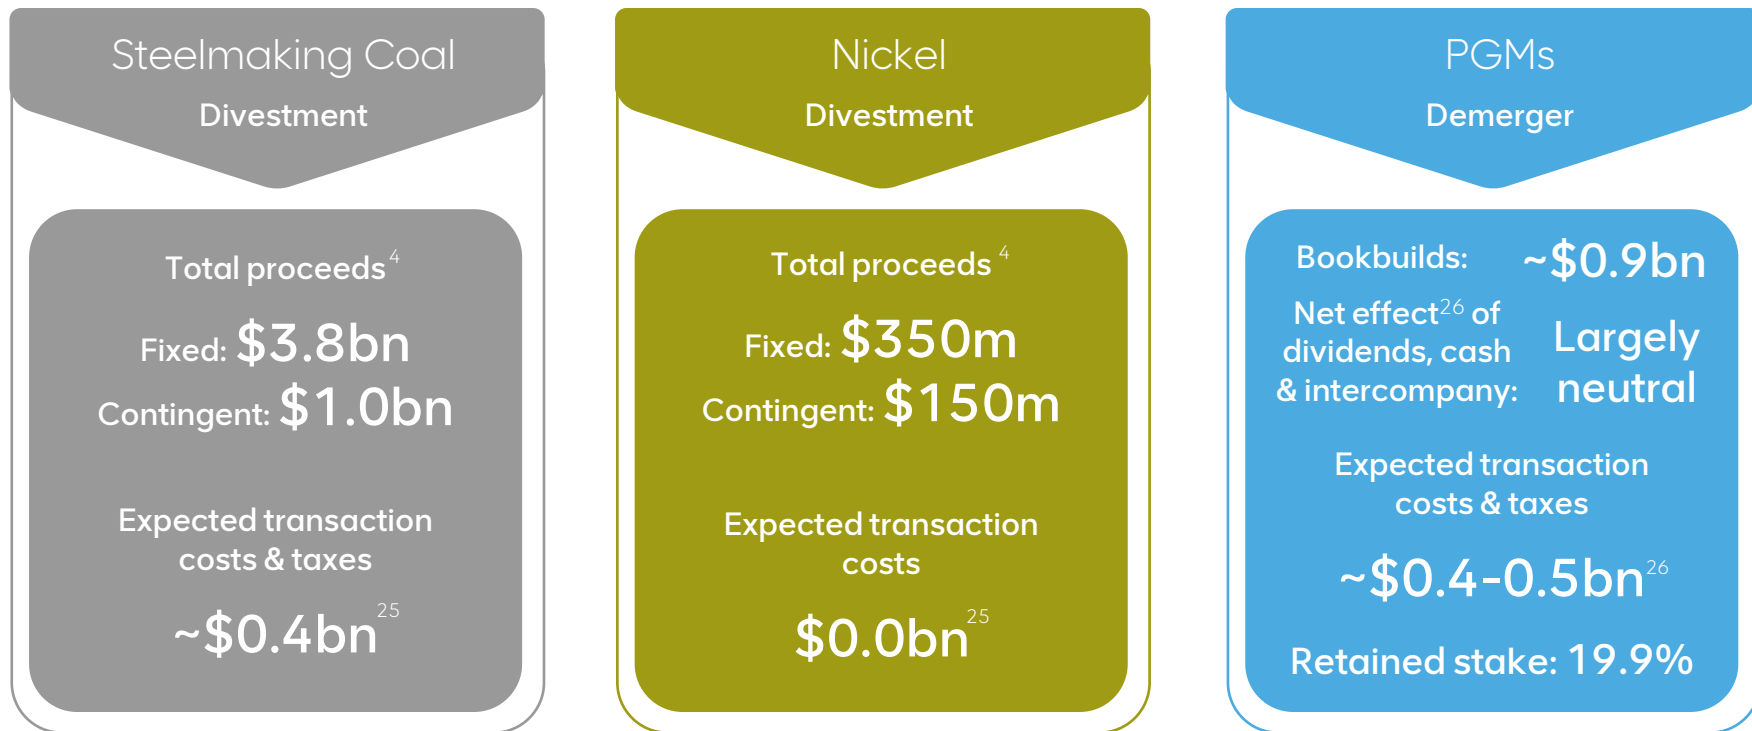 Steelmaking Coal
Divestment
Total proceeds 4
Fixed: $3.8bn
Contingent: $1.0bn
Expected transaction
costs & taxes
~$0.4bn 25
Nickel
Divestment
Total proceeds 4
Fixed: $350m
Contingent: $150m
Expected transaction
costs
$0.0bn 25
PGMs
Demerger
Bookbuilds: ~$0.9bn
Net effect26 of
dividends, cash
& intercompany:
Largely
neutral
Expected transaction
costs & taxes
~$0.4-0.5bn 26
Retained stake: 19.9%